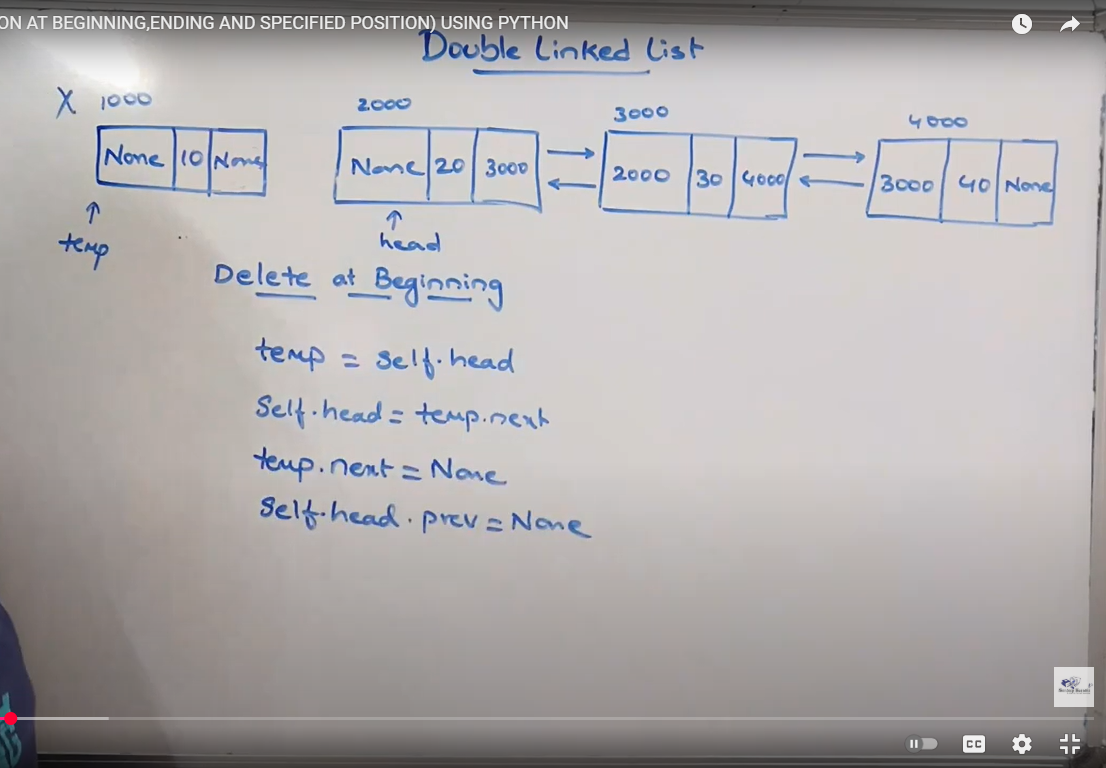 ON AT BEGINNING,ENDING AND SPECIFIED POSITION) USING PYTHON
Double Linked List
X 1000 2000 3000 4000
None 10 None None 20 3000 2000 30 4000 3000 40 None
temp head
Delete at Beginning
temp = self.head
Self.head = temp.next
temp.next = None
Self.head.prev = None
CC